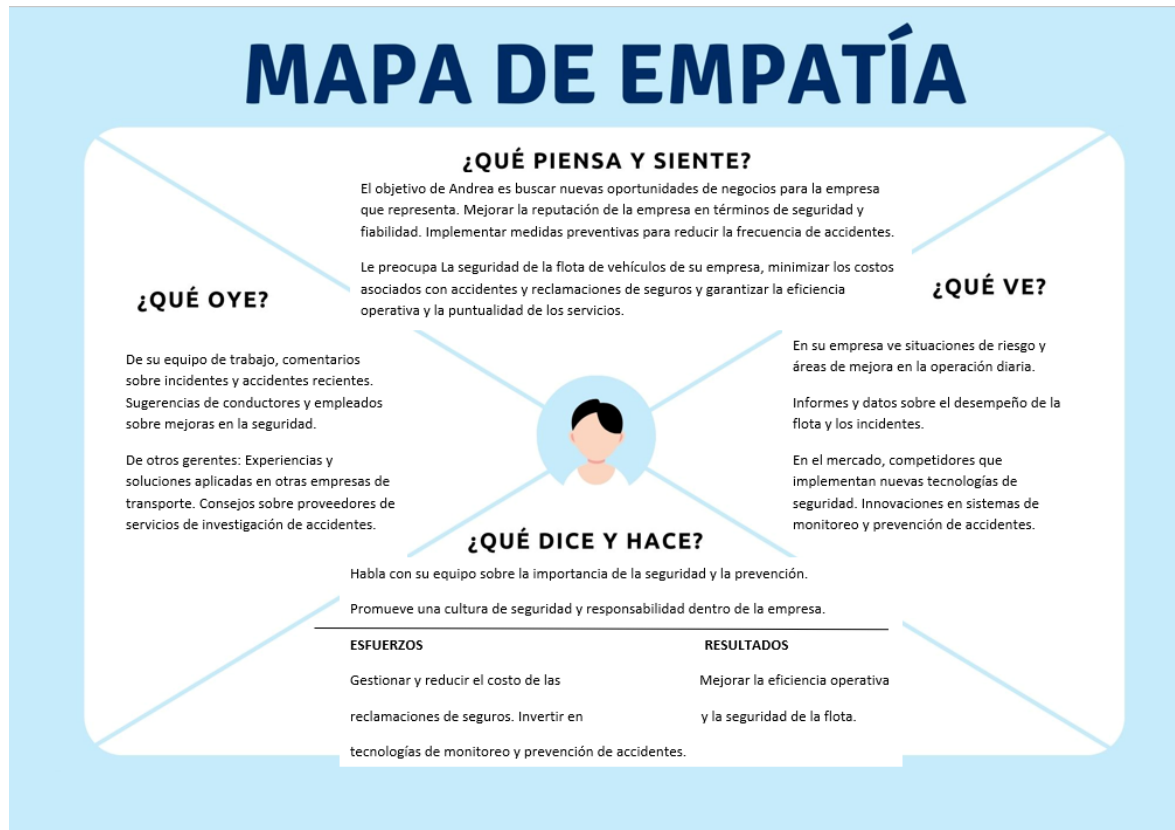 MAPA DE EMPATÍA
¿QUÉ PIENSA Y SIENTE?
El objetivo de Andrea es buscar nuevas oportunidades de negocios para la empresa
que representa. Mejorar la reputación de la empresa en términos de seguridad y
fiabilidad. Implementar medidas preventivas para reducir la frecuencia de accidentes.
Le preocupa La seguridad de la flota de vehículos de su empresa, minimizar los costos
asociados con accidentes y reclamaciones de seguros y garantizar la eficiencia
operativa y la puntualidad de los servicios.
¿QUÉ OYE?
De su equipo de trabajo, comentarios
sobre incidentes y accidentes recientes.
Sugerencias de conductores y empleados
sobre mejoras en la seguridad.
De otros gerentes: Experiencias y
soluciones aplicadas en otras empresas de
transporte. Consejos sobre proveedores de
servicios de investigación de accidentes.
¿QUÉ VE?
En su empresa ve situaciones de riesgo y
áreas de mejora en la operación diaria.
Informes y datos sobre el desempeño de la
flota y los incidentes.
En el mercado, competidores que
implementan nuevas tecnologías de
seguridad. Innovaciones en sistemas de
monitoreo y prevención de accidentes.
¿QUÉ DICE Y HACE?
Habla con su equipo sobre la importancia de la seguridad y la prevención.
Promueve una cultura de seguridad y responsabilidad dentro de la empresa.
ESFUERZOS
Gestionar y reducir el costo de las
reclamaciones de seguros. Invertir en
tecnologías de monitoreo y prevención de accidentes.
RESULTADOS
Mejorar la eficiencia operativa
y la seguridad de la flota.